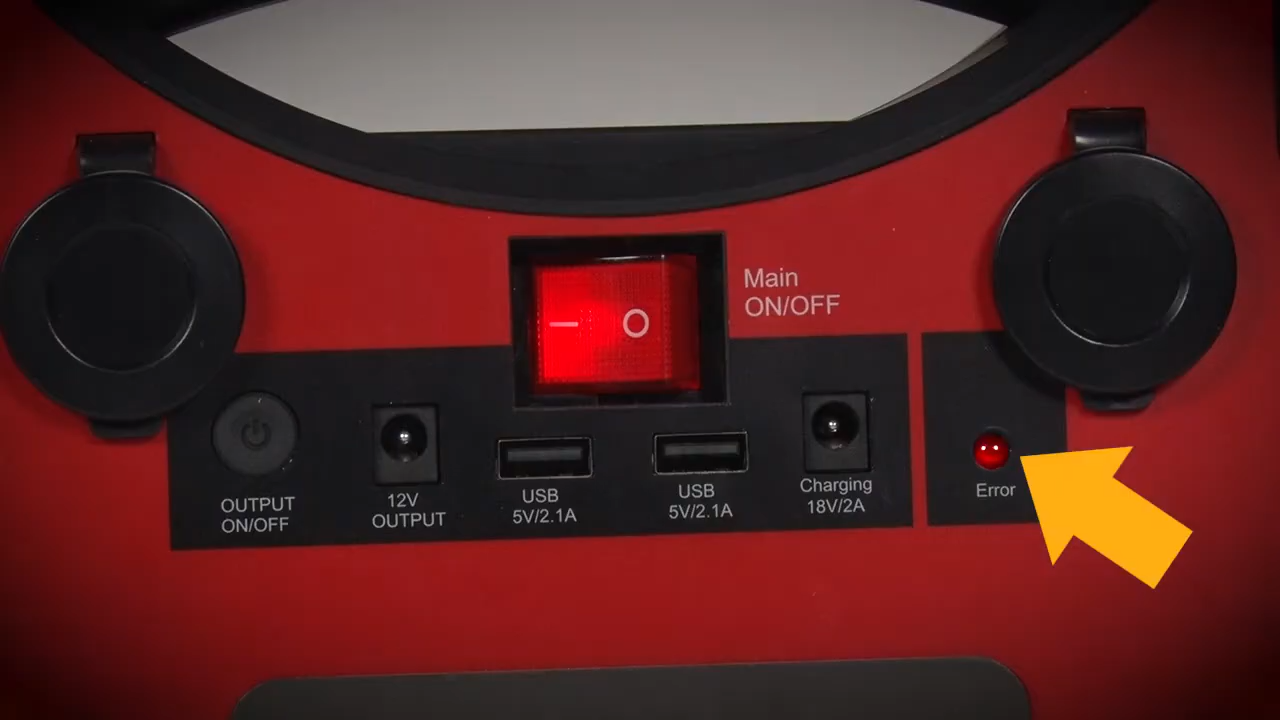 Main
ON/OFF
OUTPUT
ON/OFF
12V
OUTPUT
USB
5V/2.1A
USB
5V/2.1A
Charging
18V/2A
Error